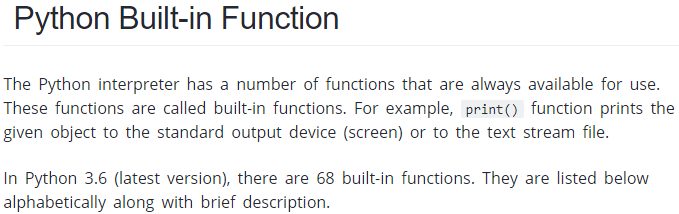 Python Built-in Function
The Python interpreter has a number of functions that are always available for use.
These functions are called built-in functions. For example, print() function prints the
given object to the standard output device (screen) or to the text stream file.
In Python 3.6 (latest version), there are 68 built-in functions. They are listed below
alphabetically along with brief description.